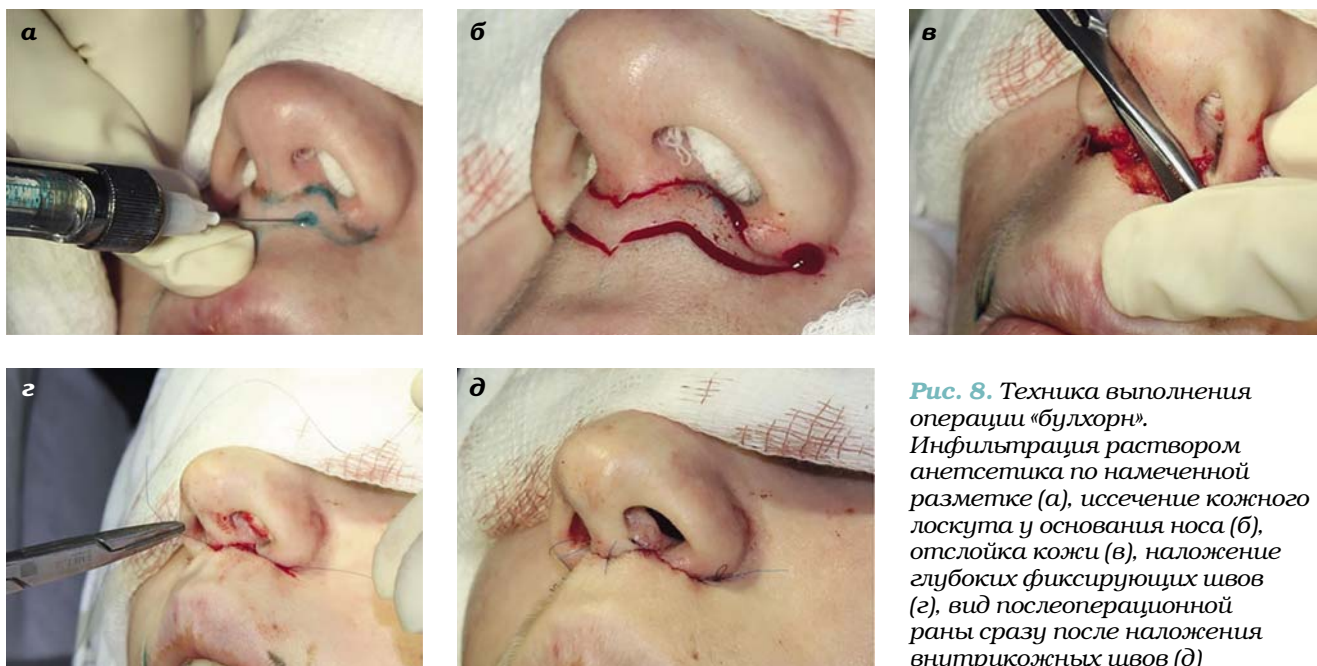 а
б
в
г
д
Рис. 8. Техника выполнения
операции «булхорн».
Инфильтрация раствором
анетсетика по намеченной
разметке (а), иссечение кожного
лоскута у основания носа (б),
отслойка кожи (в), наложение
глубоких фиксирующих швов
(г), вид послеоперационной
раны сразу после наложения
внутрикожных швов (д)